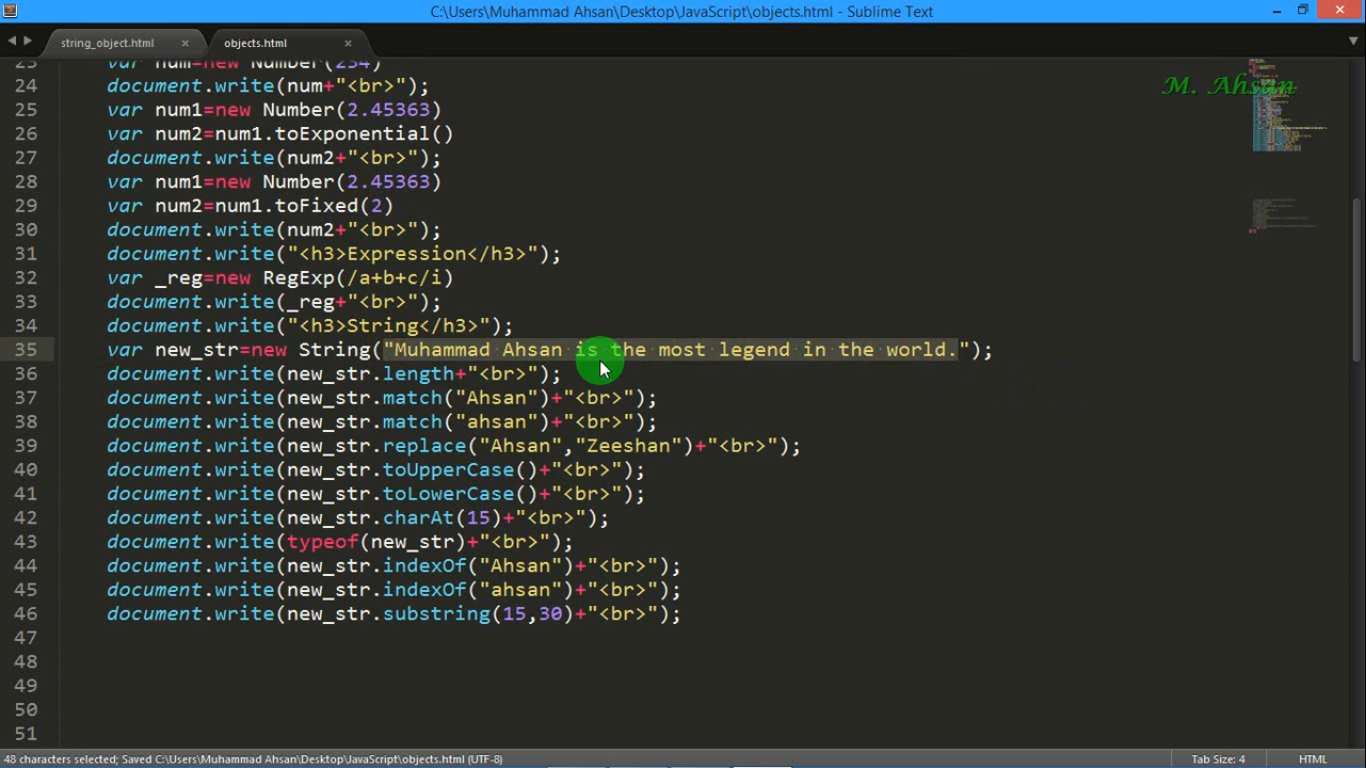 C:\Users\Muhammad Ahsan\Desktop\JavaScript\objects.html - Sublime Text
string_object.html × objects.html ×
M. Ahsan
23 var num=new Number(234)
24 document.write(num+"<br>");
25 var num1=new Number(2.45363)
26 num2=num1.toExponential()
27 document.write(num2+"<br>");
28 var num1=new Number(2.45363)
29 var num2=num1.toFixed(2)
30 document.write(num2+"<br>");
31 document.write("<h3>Expression</h3>");
32 var _reg=new RegExp(/a+b+c/i)
33 document.write(_reg+"<br>");
34 document.write("<h3>String</h3>");
35 var new_str=new String("Muhammad Ahsan is the most legend in the world.");
36 document.write(new_str.length+"<br>");
37 document.write(new_str.match("Ahsan")+"<br>");
38 document.write(new_str.match("ahsan")+"<br>");
39 document.write(new_str.replace("Ahsan","Zeeshan")+"<br>");
40 document.write(new_str.toUpperCase()+"<br>");
41 document.write(new_str.toLowerCase()+"<br>");
42 document.write(new_str.charAt(15)+"<br>");
43 document.write(typeof(new_str)+"<br>");
44 document.write(new_str.indexOf("Ahsan")+"<br>");
45 document.write(new_str.indexOf("ahsan")+"<br>");
46 document.write(new_str.substring(15,30)+"<br>");
47
48
49
50
51
48 characters selected; Saved C:\Users\Muhammad Ahsan\Desktop\JavaScript\objects.html (UTF-8) Tab Size: 4 HTML